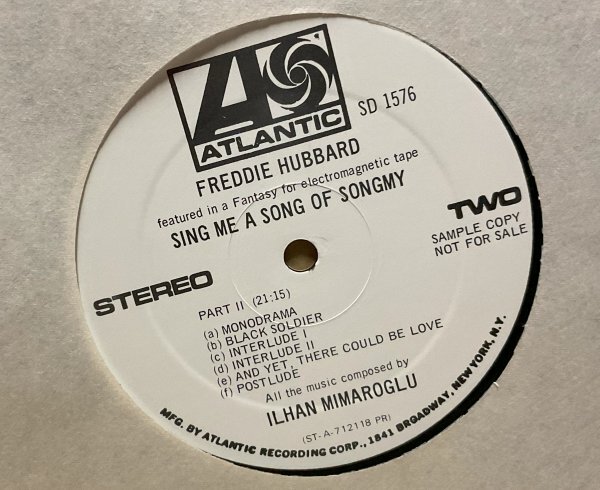 ATLANTIC
SD 1576
FREDDIE HUBBARD
featured in a Fantasy for electromagnetic tape
SING ME A SONG OF SONGMY
STEREO
TWO
SAMPLE COPY
NOT FOR SALE
PART II (21:15)
(a) MONODRAMA
(b) BLACK SOLDIER
(c) INTERLUDE I
(d) INTERLUDE II
(e) AND YET, THERE COULD BE LOVE
(f) POSTLUDE
All the music composed by
ILHAN MIMAROGLU
(ST-A-712118 PR)
MFG. BY ATLANTIC RECORDING CORP., 1841 BROADWAY, NEW YORK, N.Y.